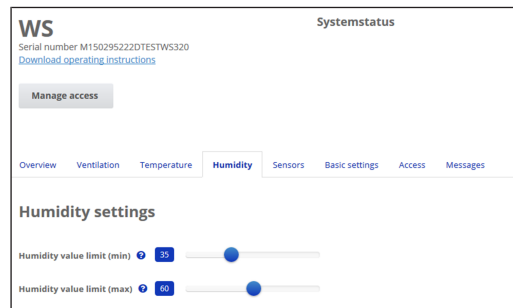 WS
Systemstatus
Serial number M150295222DTESTWS320
Download operating instructions
Manage access
Overview Ventilation Temperature Humidity Sensors Basic settings Access Messages
Humidity settings
Humidity value limit (min) ? 35
Humidity value limit (max) ? 60